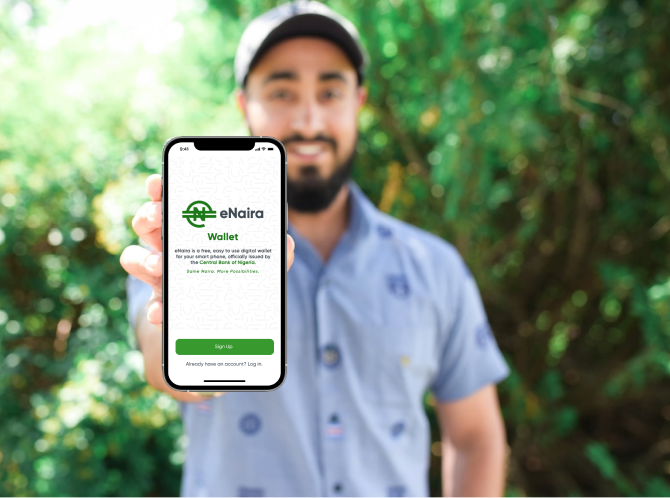 9:41
eNaira
Wallet
eNaira is a free, easy to use digital wallet
for your smart phone, officially issued by
the Central Bank of Nigeria.
Same Naira. More Possibilities.
Sign Up
Already have an account? Log in.